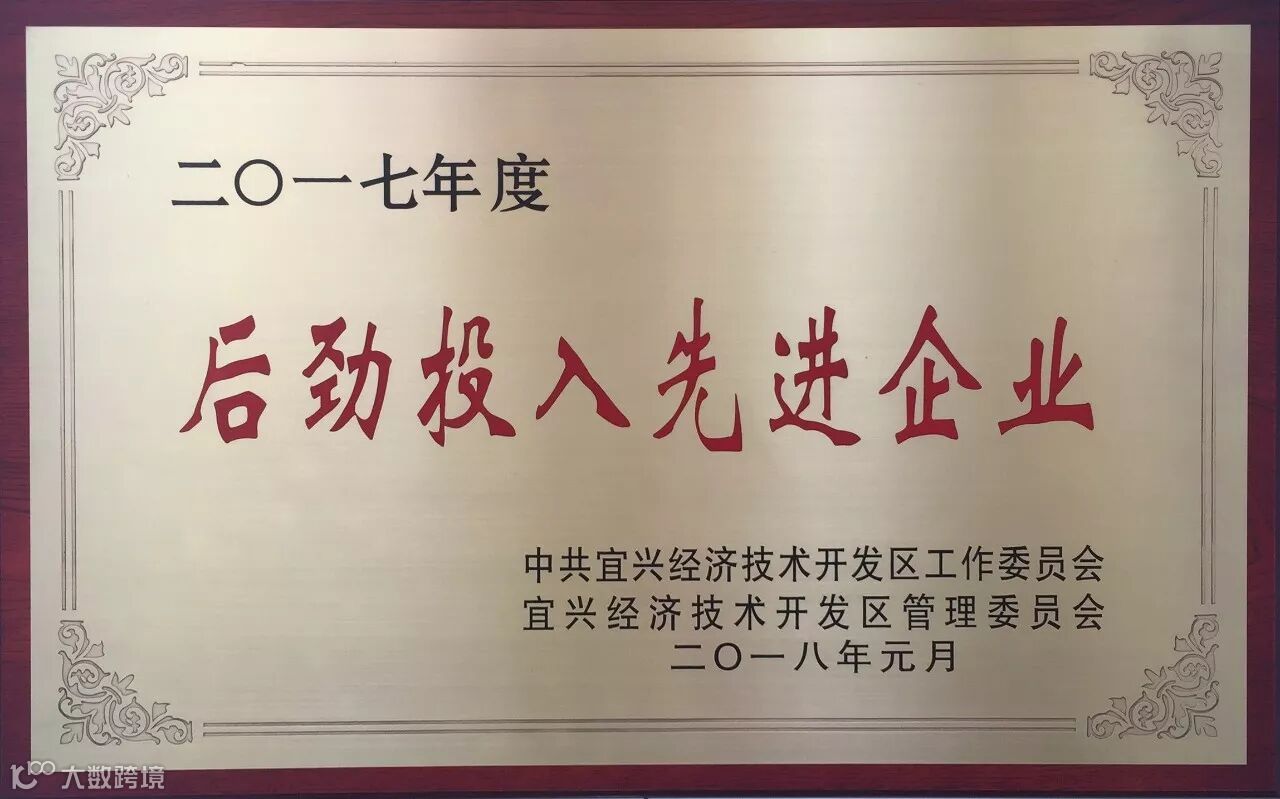 二〇一七年度
后劲投入先进企业
中共宜兴经济技术开发区工作委员会
宜兴经济技术开发区管理委员会
二〇一八年元月
大数跨境